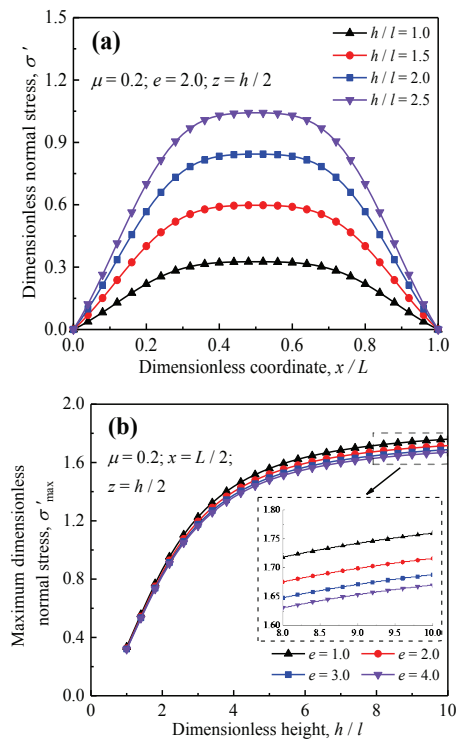 (a)
h / l = 1.0
h / l = 1.5
h / l = 2.0
h / l = 2.5
μ = 0.2; e = 2.0; z = h / 2
Dimensionless normal stress, σ′
1.5
1.2
0.9
0.6
0.3
0.0
0.0 0.2 0.4 0.6 0.8 1.0
Dimensionless coordinate, x / L
(b)
μ = 0.2; x = L / 2;
z = h / 2
Maximum dimensionless
normal stress, σ′max
2.0
1.6
1.2
0.8
0.4
0.0
1.80
1.75
1.70
1.65
1.60
8.0 8.5 9.0 9.5 10.0
e = 1.0 e = 2.0
e = 3.0 e = 4.0
0 2 4 6 8 10
Dimensionless height, h / l